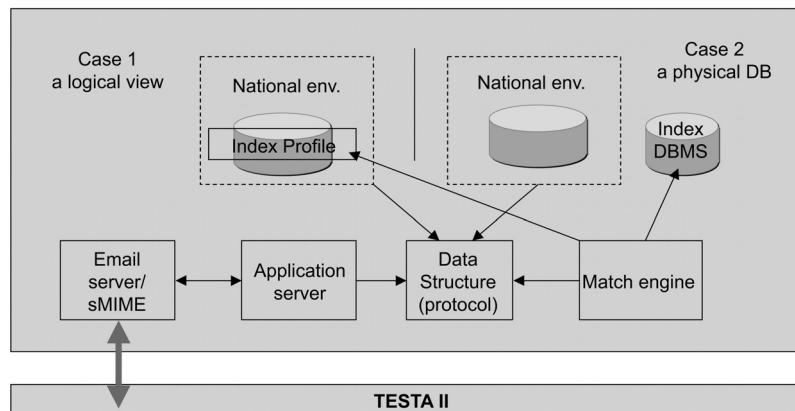 Case 1
a logical view
National env.
Index Profile
National env.
Case 2
a physical DB
Index
DBMS
Email
server/
sMIME
Application
server
Data
Structure
(protocol)
Match engine
TESTA II